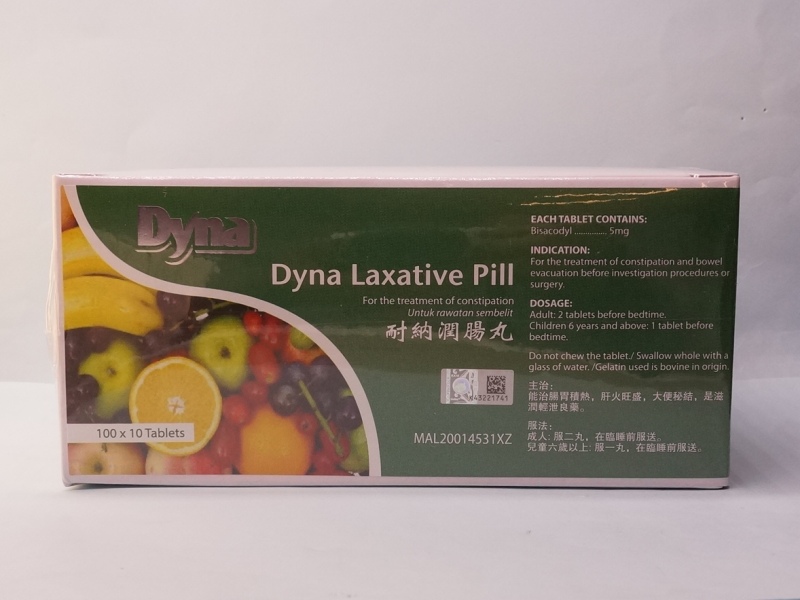 Dyna
Dyna Laxative Pill
For the treatment of constipation
Untuk rawatan sembelit
耐納潤腸丸
100 x 10 Tablets
MAL20014531XZ
EACH TABLET CONTAINS:
Bisacodyl ............... 5mg
INDICATION:
For the treatment of constipation and bowel
evacuation before investigation procedures or
surgery.
DOSAGE:
Adult: 2 tablets before bedtime.
Children 6 years and above: 1 tablet before
bedtime.
Do not chew the tablet./ Swallow whole with a
glass of water. /Gelatin used is bovine in origin.
主治:
能治腸胃積熱，肝火旺盛，大便秘結，是滋
潤輕泄良藥。
服法:
成人: 服二丸，在臨睡前服送。
兒童六歲以上: 服一丸，在臨睡前服送。